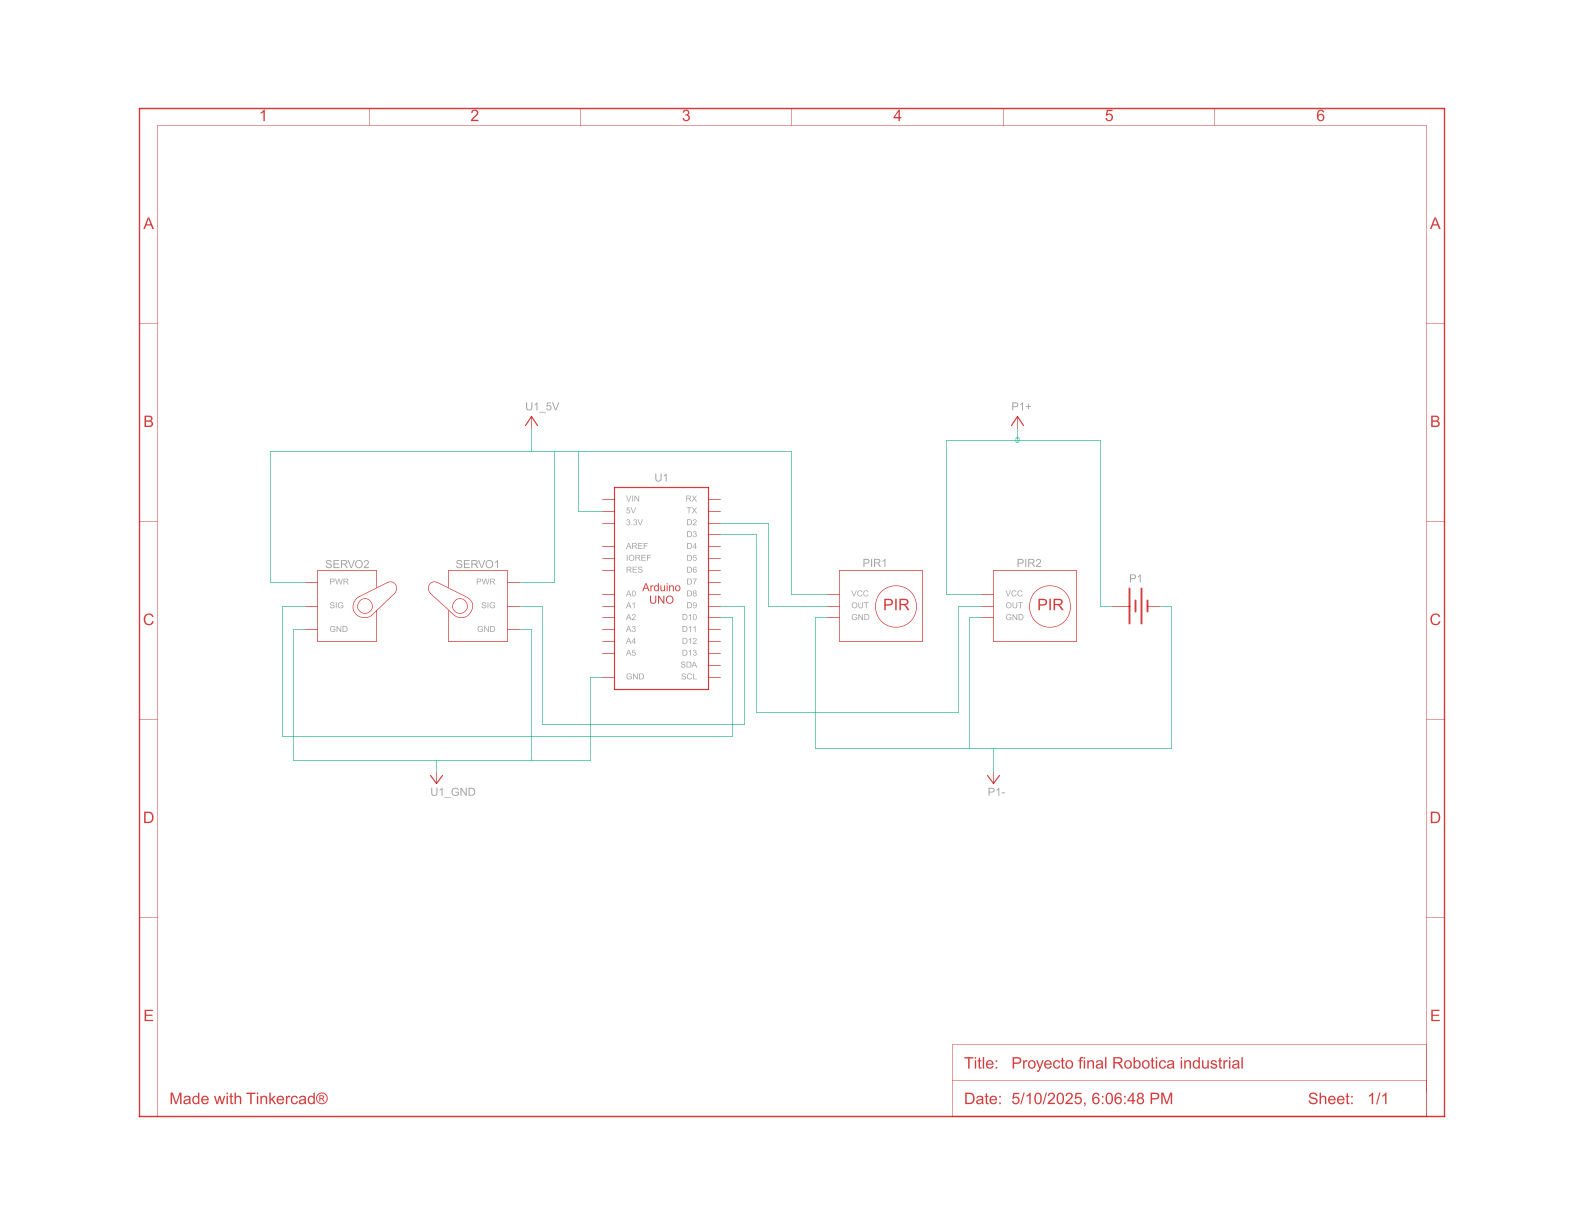 1 2 3 4 5 6
A A
B B
C C
D D
E E
U1_5V
P1+
U1
VIN RX
5V TX
3.3V D2
D3
AREF D4
IOREF D5
RES D6
D7
A0 D8
A1 D9
A2 D10
A3 D11
A4 D12
A5 D13
SDA
GND SCL
Arduino
UNO
SERVO2
PWR
SIG
GND
SERVO1
PWR
SIG
GND
PIR1
VCC
OUT
GND
PIR
PIR2
VCC
OUT
GND
PIR
P1
U1_GND
P1-
Title: Proyecto final Robotica industrial
Date: 5/10/2025, 6:06:48 PM Sheet: 1/1
Made with Tinkercad®